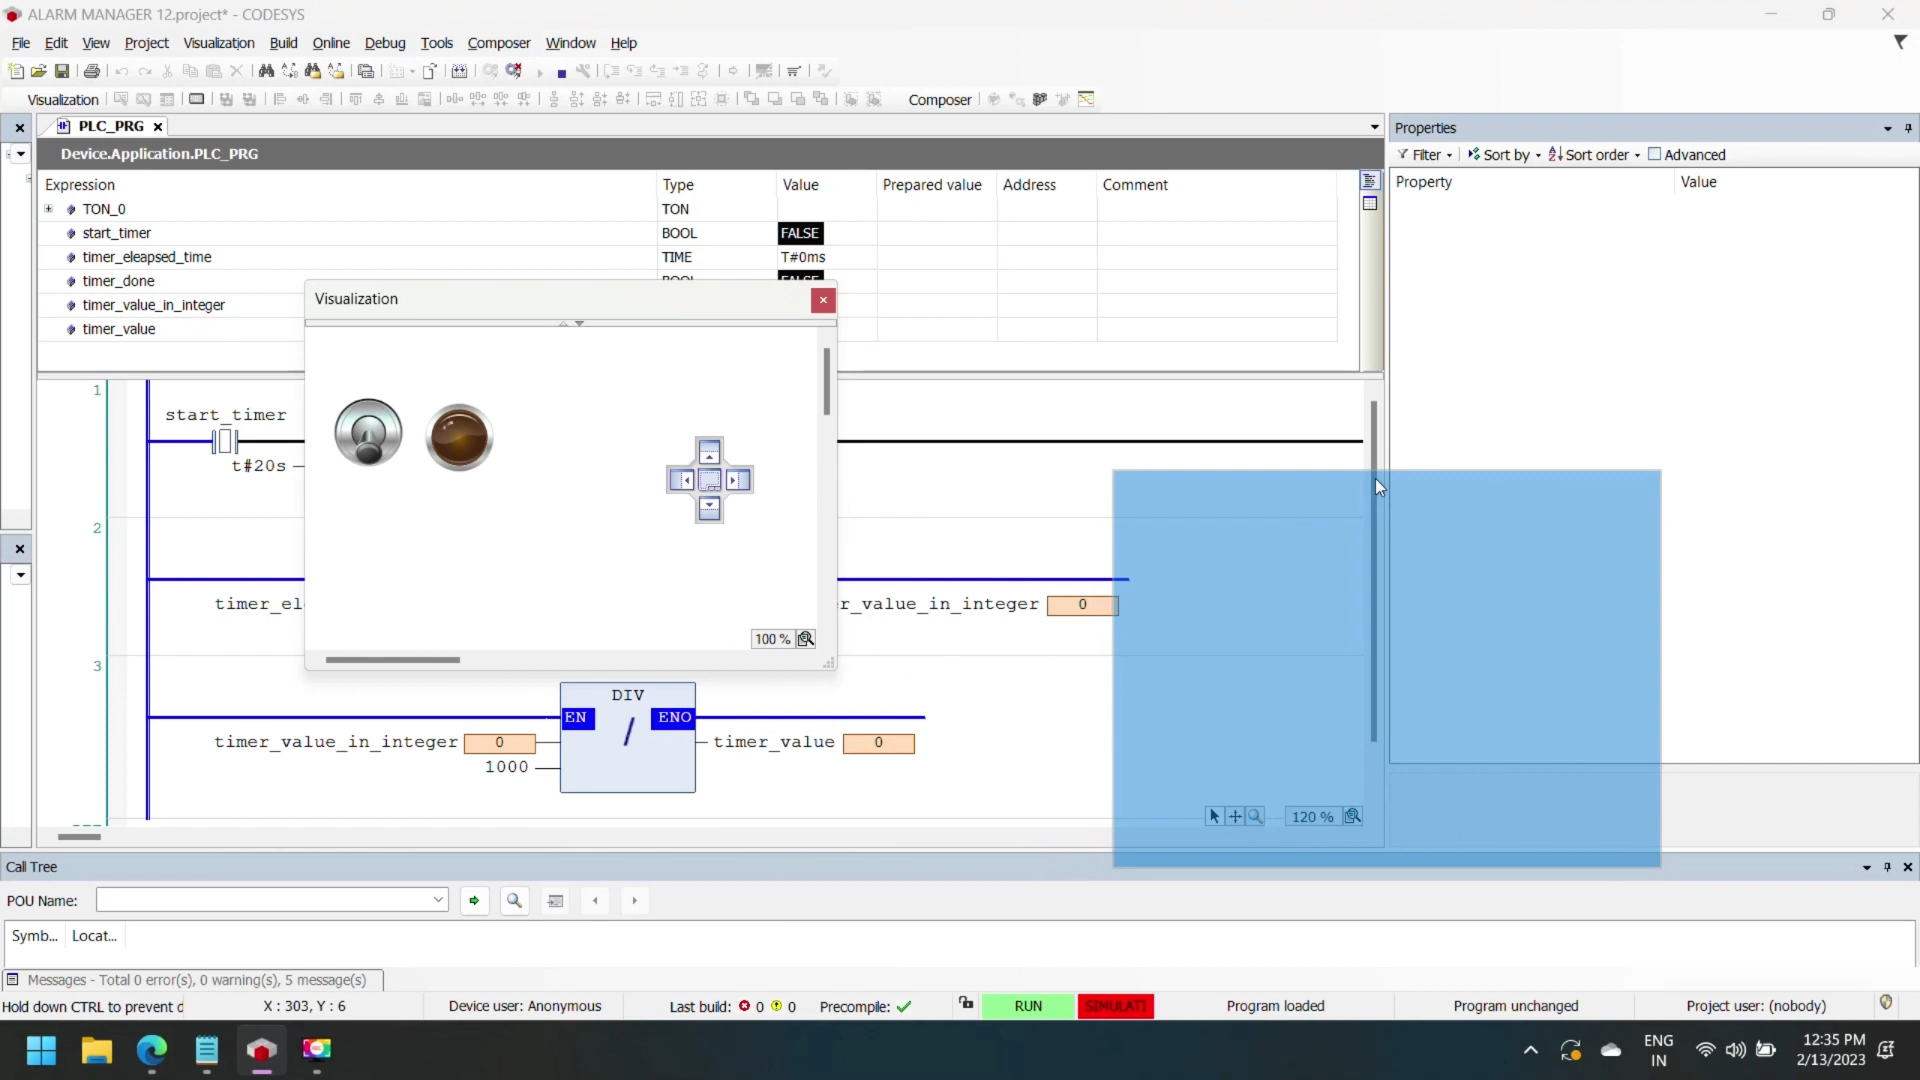 ALARM MANAGER 12.project* - CODESYS
File Edit View Project Visualization Build Online Debug Tools Composer Window Help
Visualization Composer
PLC_PRG
Device.Application.PLC_PRG
Expression Type Value Prepared value Address Comment
TON_0 TON
start_timer BOOL FALSE
timer_eleapsed_time TIME T#0ms
timer_done
timer_value_in_integer
timer_value
Properties
Filter Sort by Sort order Advanced
Property Value
Visualization
100 %
1
start_timer
t#20s
2
timer_el
r_value_in_integer 0
3
DIV
EN / ENO
timer_value_in_integer 0 timer_value 0
1000
120 %
Call Tree
POU Name:
Symb... Locat...
Messages - Total 0 error(s), 0 warning(s), 5 message(s)
Hold down CTRL to prevent d X : 303, Y : 6 Device user: Anonymous Last build: 0 0 Precompile: RUN SIMULATI Program loaded Program unchanged Project user: (nobody)
ENG
IN
12:35 PM
2/13/2023